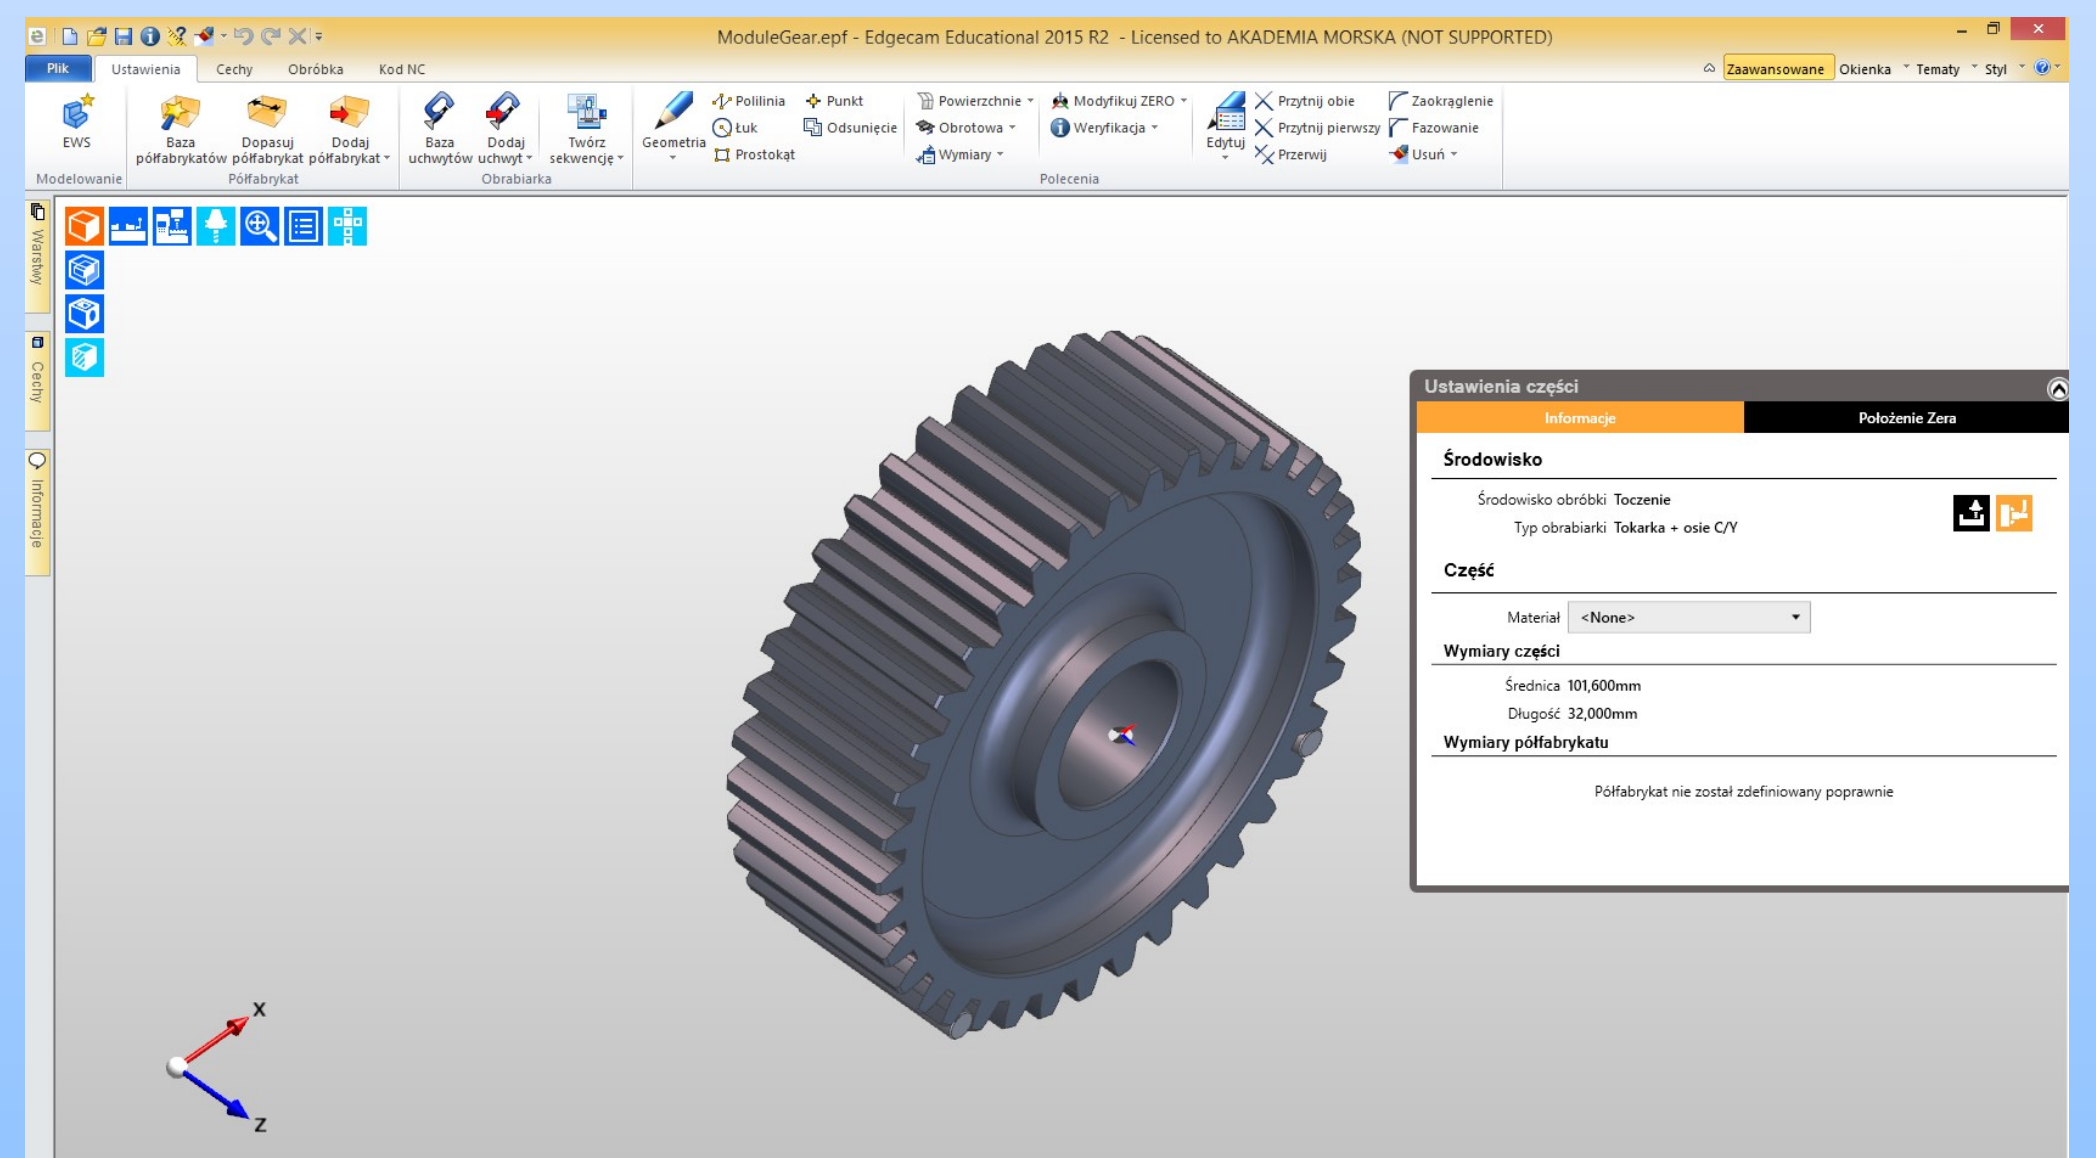 ModuleGear.epf - Edgecam Educational 2015 R2 - Licensed to AKADEMIA MORSKA (NOT SUPPORTED)
Plik Ustawienia Cechy Obróbka Kod NC Zaawansowane Okienka Tematy Styl
EWS
Modelowanie
Baza półfabrykatów
Dopasuj półfabrykat
Dodaj półfabrykat
Półfabrykat
Baza uchwytów
Dodaj uchwyt
Twórz sekwencję
Obrabiarka
Geometria
Polilinia
Łuk
Prostokąt
Punkt
Odsunięcie
Powierzchnie
Obrotowa
Wymiary
Modyfikuj ZERO
Weryfikacja
Edytuj
Przytnij obie
Przytnij pierwszy
Przerwij
Zaokrąglenie
Fazowanie
Usuń
Polecenia
Warstwy
Cechy
Informacje
Ustawienia części
Informacje Położenie Zera
Środowisko
Środowisko obróbki Toczenie
Typ obrabiarki Tokarka + osie C/Y
Część
Materiał <None>
Wymiary części
Średnica 101,600mm
Długość 32,000mm
Wymiary półfabrykatu
Półfabrykat nie został zdefiniowany poprawnie
X
Z